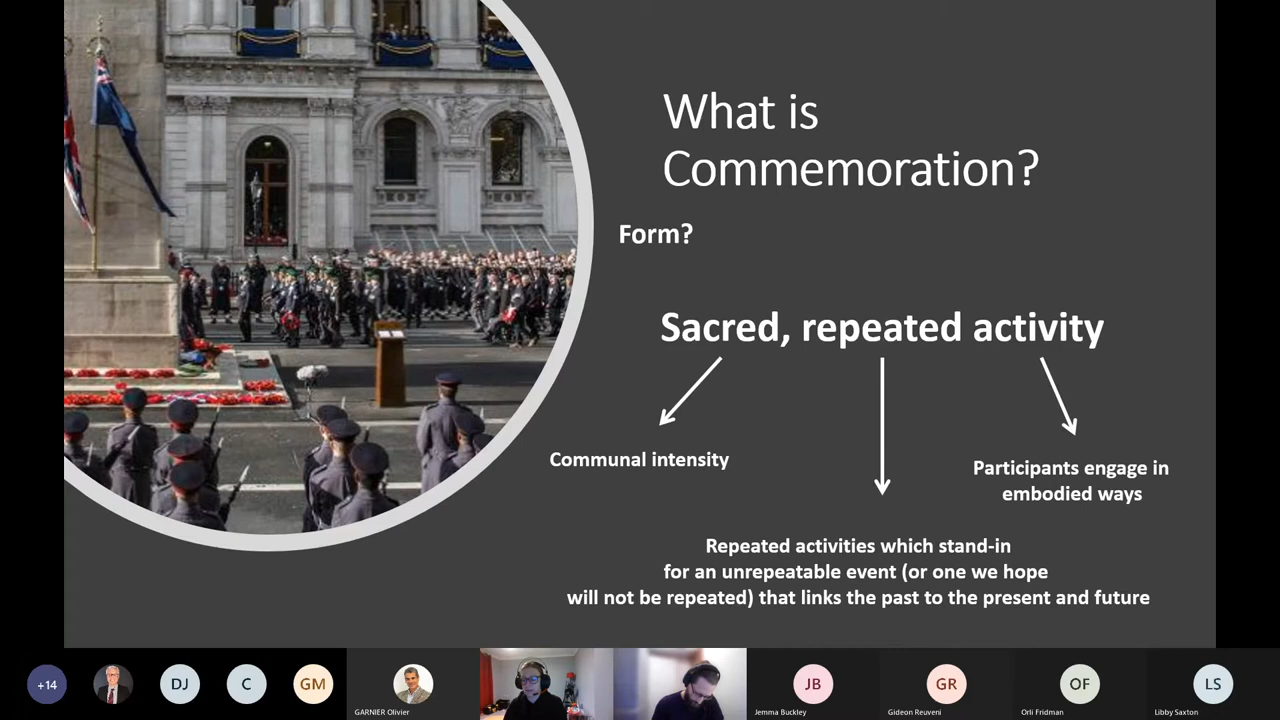 What is
Commemoration?
Form?
Sacred, repeated activity
Communal intensity
Participants engage in
embodied ways
Repeated activities which stand-in
for an unrepeatable event (or one we hope
will not be repeated) that links the past to the present and future
+14
DJ
C
GM
GARNIER Olivier
JB
Jemma Buckley
GR
Gideon Reuveni
OF
Orli Fridman
LS
Libby Saxton